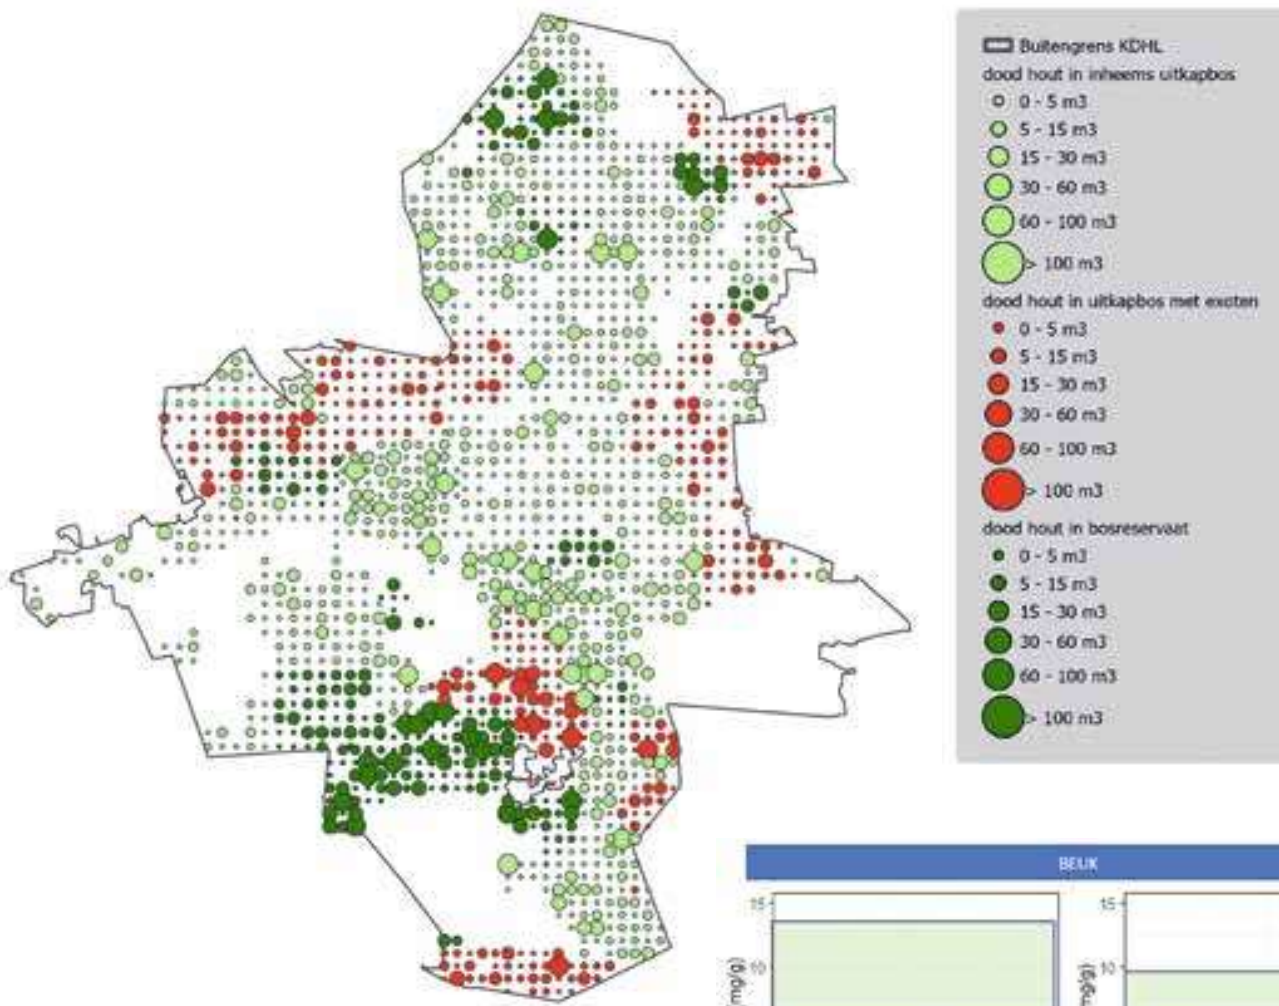 Buitengrens KDHL
dood hout in inheems uitkapbos
0 - 5 m3
5 - 15 m3
15 - 30 m3
30 - 60 m3
60 - 100 m3
> 100 m3
dood hout in uitkapbos met exoten
0 - 5 m3
5 - 15 m3
15 - 30 m3
30 - 60 m3
60 - 100 m3
> 100 m3
dood hout in bosreservaat
0 - 5 m3
5 - 15 m3
15 - 30 m3
30 - 60 m3
60 - 100 m3
> 100 m3
BEUK
15
10
mg/g)
15
10
mg/g)